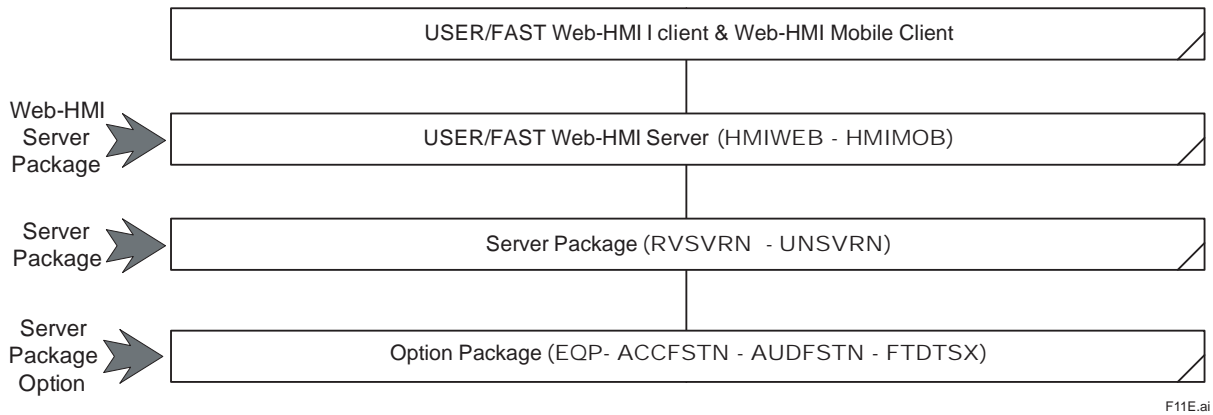 USER/FAST Web-HMI I client & Web-HMI Mobile Client
Web-HMI
Server
Package
USER/FAST Web-HMI Server (HMIWEB - HMIMOB)
Server
Package
Server Package (RVSVRN - UNSVRN)
Server
Package
Option
Option Package (EQP- ACCFSTN - AUDFSTN - FTDTSX)
F11E.ai